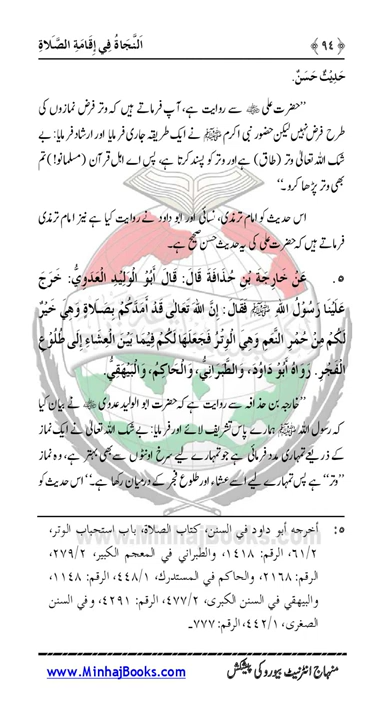 ﴿ ٩٤ ﴾ اَلنَّجَاةُ فِي إِقَامَةِ الصَّلَاةِ
حَدِيْثٌ حَسَنٌ.
’’حضرت علی ؓ سے روایت ہے، آپ فرماتے ہیں کہ وتر فرض نمازوں کی
طرح فرض نہیں لیکن حضور نبی اکرم ﷺ نے ایک طریقہ جاری فرمایا اور ارشاد فرمایا: بے
شک اللہ تعالیٰ وتر (طاق) ہے اور وتر کو پسند کرتا ہے، پس اے اہل قرآن (مسلمانو!) تم
بھی وتر پڑھا کرو۔‘‘
اس حدیث کو امام ترمذی، نسائی اور ابو داود نے روایت کیا ہے نیز امام ترمذی
فرماتے ہیں کہ حضرت علی کی یہ حدیث حسن صحیح ہے۔
٥. عَنْ خَارِجَةَ بْنِ حُذَافَةَ قَالَ: قَالَ أَبُوْ الْوَلِيْدِ الْعَدَوِيُّ: خَرَجَ
عَلَيْنَا رَسُوْلُ اللهِ ﷺ فَقَالَ: إِنَّ اللهَ تَعَالَى قَدْ أَمَدَّكُمْ بِصَلَاةٍ وَهِيَ خَيْرٌ
لَكُمْ مِنْ حُمْرِ النَّعَمِ وَهِيَ الْوِتْرُ فَجَعَلَهَا لَكُمْ فِيْمَا بَيْنَ الْعِشَاءِ إِلَى طُلُوْعِ
الْفَجْرِ. رَوَاهُ أَبُوْ دَاوُدَ، وَالطَّبَرَانِيُّ، وَالْحَاكِمُ، وَالْبَيْهَقِيُّ.
’’خارجہ بن حذافہ سے روایت ہے کہ حضرت ابو الولید عدوی ؓ نے بیان کیا
کہ رسول اللہ ﷺ ہمارے پاس تشریف لائے اور فرمایا: بے شک اللہ تعالیٰ نے ایک نماز
کے ذریعے تمہاری مدد فرمائی ہے جو تمہارے لیے سرخ اونٹوں سے بھی بہتر ہے، وہ نماز
’’وتر‘‘ ہے پس تمہارے لیے اسے عشاء اور طلوع فجر کے درمیان رکھا ہے۔‘‘ اس حدیث کو
٥: أخرجه أبو داود في السنن، كتاب الصلاة، باب استحباب الوتر،
٢/٦١، الرقم: ١٤١٨، والطبراني في المعجم الكبير، ٢/٢٧٩،
الرقم: ٢١٦٨، والحاكم في المستدرك، ١/٤٤٨، الرقم: ١١٤٨،
والبيهقي في السنن الكبرى، ٢/٤٧٧، الرقم: ٤٢٩١، وفي السنن
الصغرى، ١/٤٤٢، الرقم: ٧٧٧۔
www.MinhajBooks.com
منہاج انٹرنیٹ بیورو کی پیشکش www.MinhajBooks.com